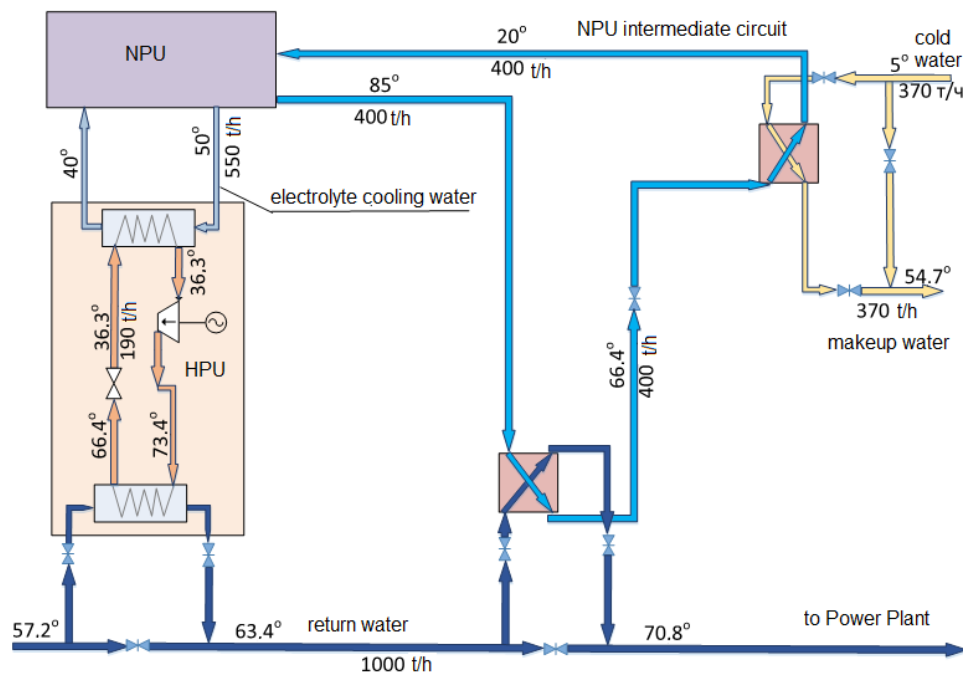 NPU
20°
NPU intermediate circuit
400 t/h
cold
water
5°
370 т/ч
85°
400 t/h
40°
50°
550 t/h
electrolyte cooling water
36.3°
36.3°
190 t/h
HPU
66.4°
73.4°
66.4°
400 t/h
54.7°
370 t/h
makeup water
57.2°
63.4°
return water
1000 t/h
70.8°
to Power Plant